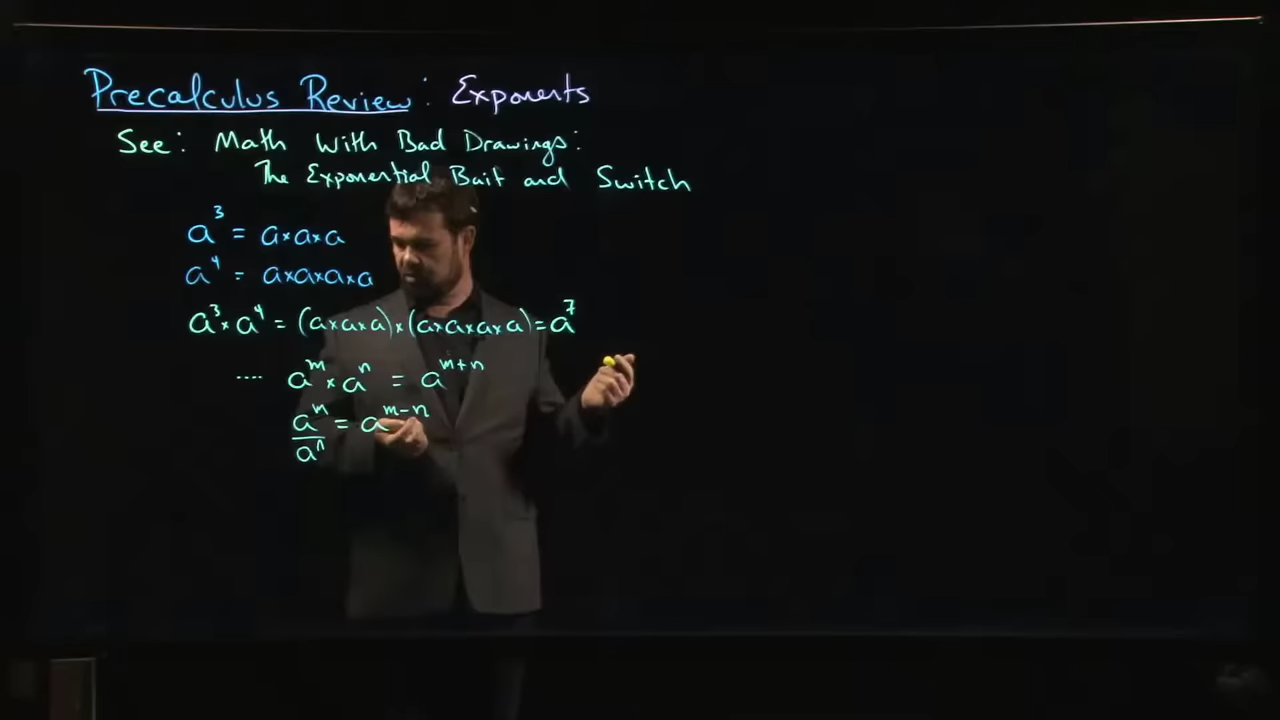 Precalculus Review: Exponents
See: Math With Bad Drawings:
The Exponential Bait and Switch
a³ = a×a×a
a⁴ = a×a×a×a
a³×a⁴ = (a×a×a)×(a×a×a×a) = a⁷
.... aᵐ × aⁿ = aᵐ⁺ⁿ
aᵐ/aⁿ = aᵐ⁻ⁿ